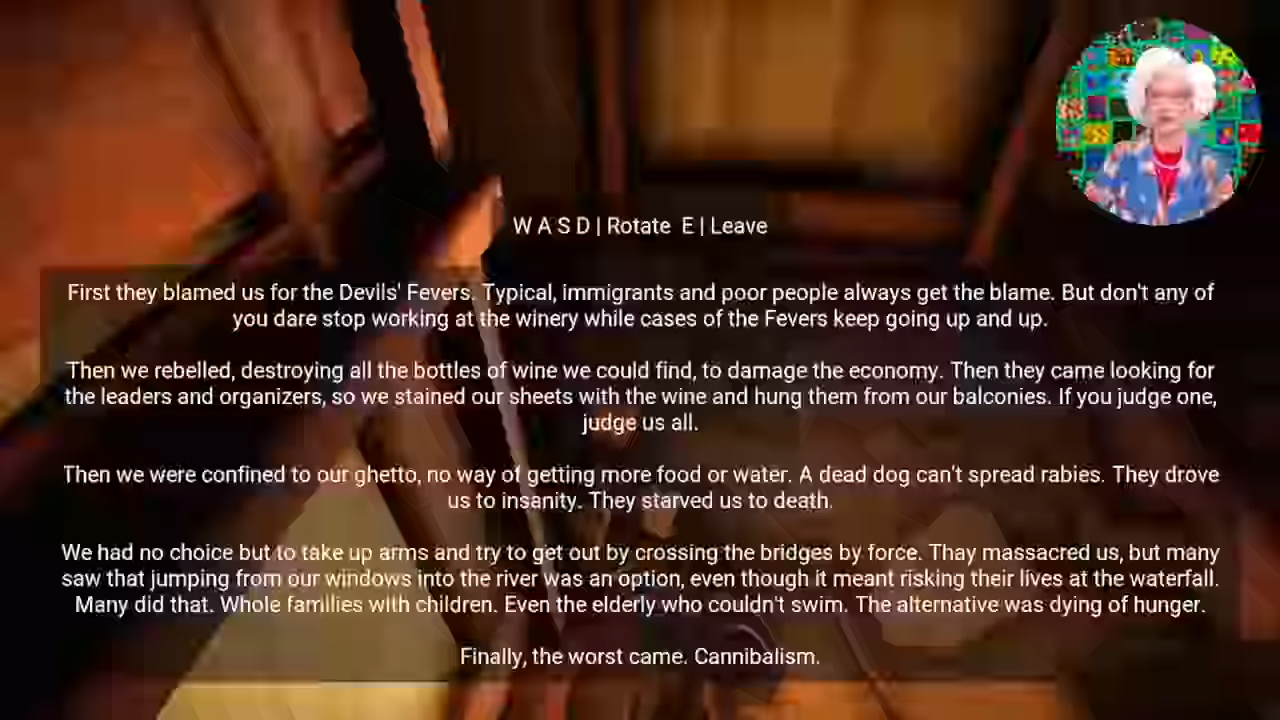 W A S D | Rotate E | Leave
First they blamed us for the Devils' Fevers. Typical, immigrants and poor people always get the blame. But don't any of
you dare stop working at the winery while cases of the Fevers keep going up and up.
Then we rebelled, destroying all the bottles of wine we could find, to damage the economy. Then they came looking for
the leaders and organizers, so we stained our sheets with the wine and hung them from our balconies. If you judge one,
judge us all.
Then we were confined to our ghetto, no way of getting more food or water. A dead dog can't spread rabies. They drove
us to insanity. They starved us to death.
We had no choice but to take up arms and try to get out by crossing the bridges by force. Thay massacred us, but many
saw that jumping from our windows into the river was an option, even though it meant risking their lives at the waterfall.
Many did that. Whole families with children. Even the elderly who couldn't swim. The alternative was dying of hunger.
Finally, the worst came. Cannibalism.